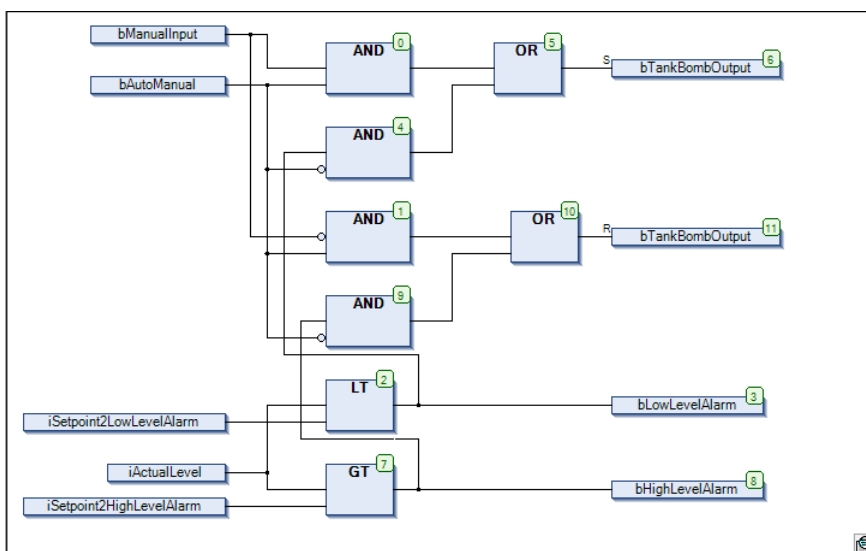 bManualInput
AND 0
OR 5
S
bTankBombOutput 6
bAutoManual
AND 4
AND 1
OR 10
R
bTankBombOutput 11
AND 9
LT 2
bLowLevelAlarm 3
iSetpoint2LowLevelAlarm
iActualLevel
GT 7
bHighLevelAlarm 8
iSetpoint2HighLevelAlarm